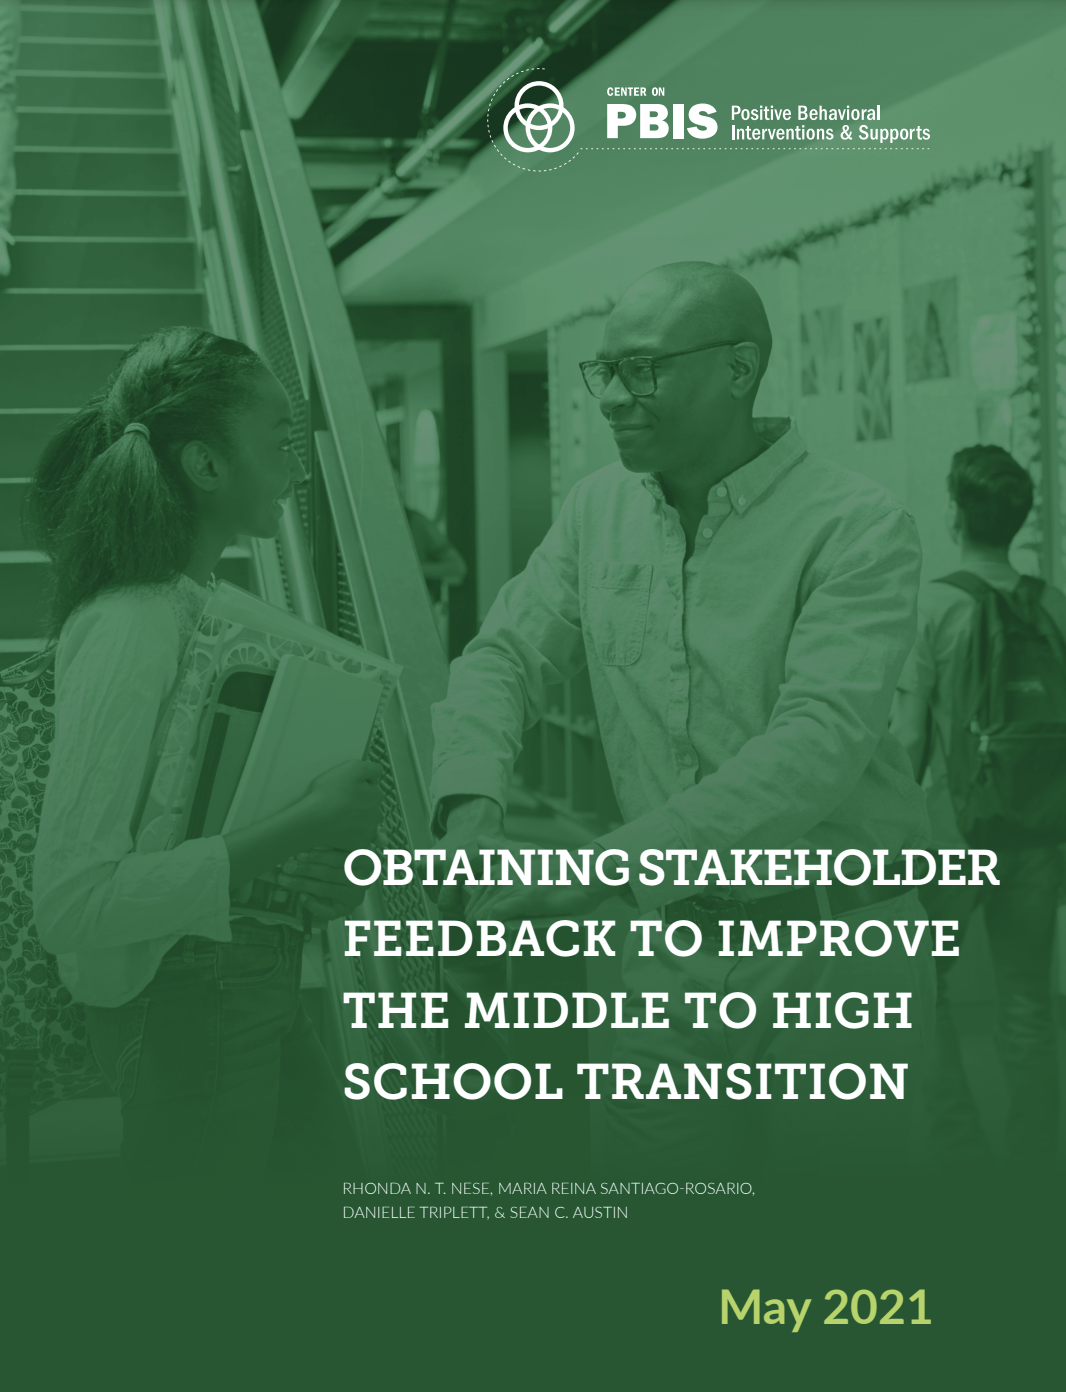 CENTER ON
PBIS
Positive Behavioral
Interventions & Supports
OBTAINING STAKEHOLDER
FEEDBACK TO IMPROVE
THE MIDDLE TO HIGH
SCHOOL TRANSITION
RHONDA N. T. NESE, MARIA REINA SANTIAGO-ROSARIO,
DANIELLE TRIPLETT, & SEAN C. AUSTIN
May 2021